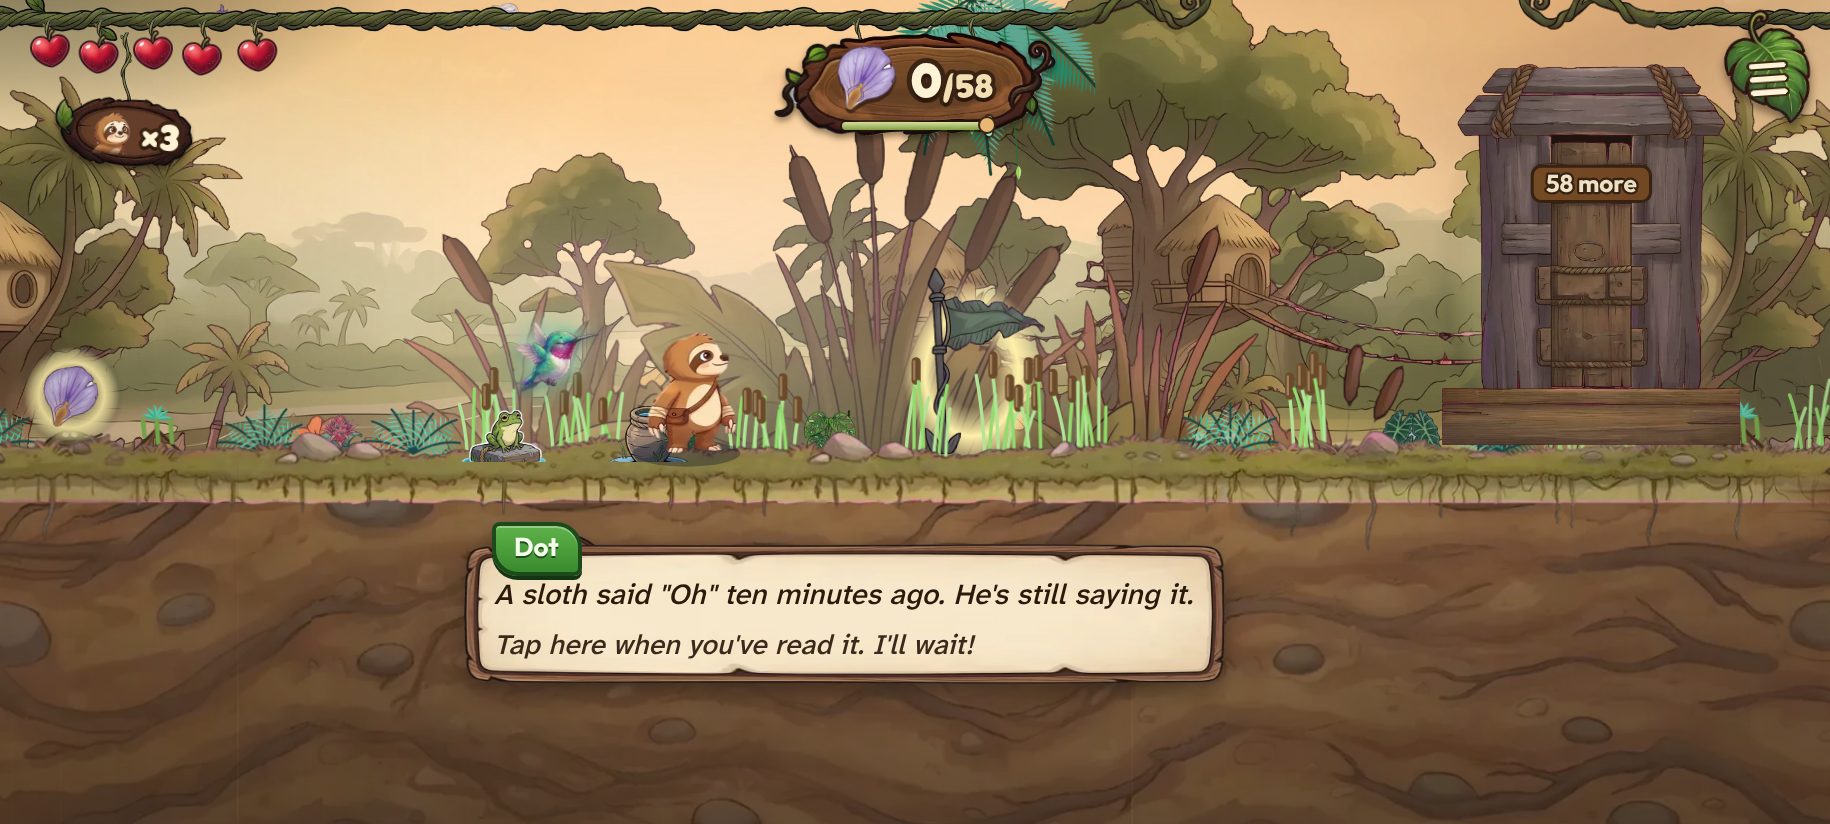 0/58
×3
58 more
Dot
A sloth said "Oh" ten minutes ago. He's still saying it.
Tap here when you've read it. I'll wait!